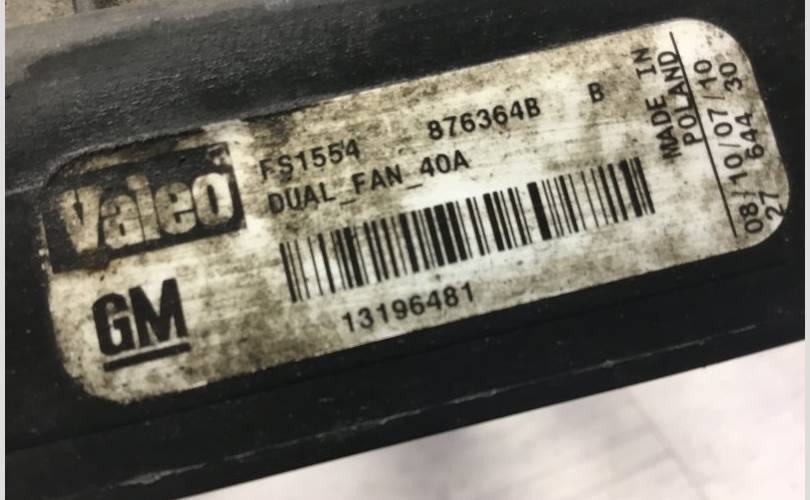 Valeo
FS1554 876364B B
DUAL_FAN_40A
GM
13196481
MADE IN
POLAND
08/10/07/10
27 644 30